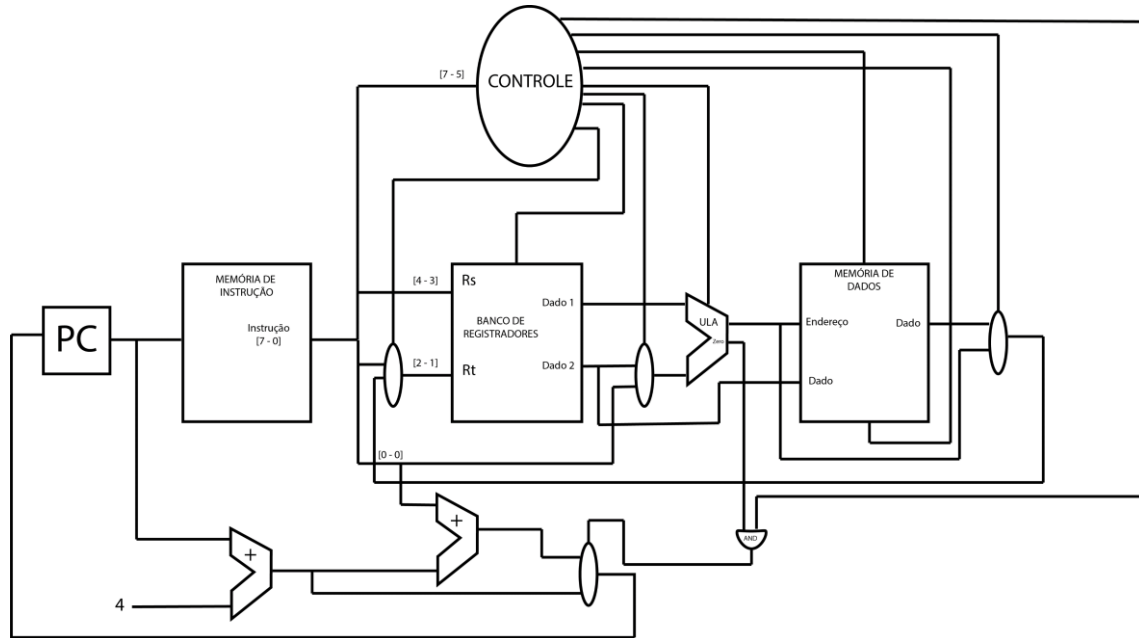 CONTROLE
[7 - 5]
MEMÓRIA DE
INSTRUÇÃO
Instrução
[7 - 0]
PC
[4 - 3]
Rs
Dado 1
BANCO DE
REGISTRADORES
[2 - 1]
Rt
Dado 2
ULA
Zero
MEMÓRIA DE
DADOS
Endereço
Dado
Dado
[0 - 0]
+
+
4
AND